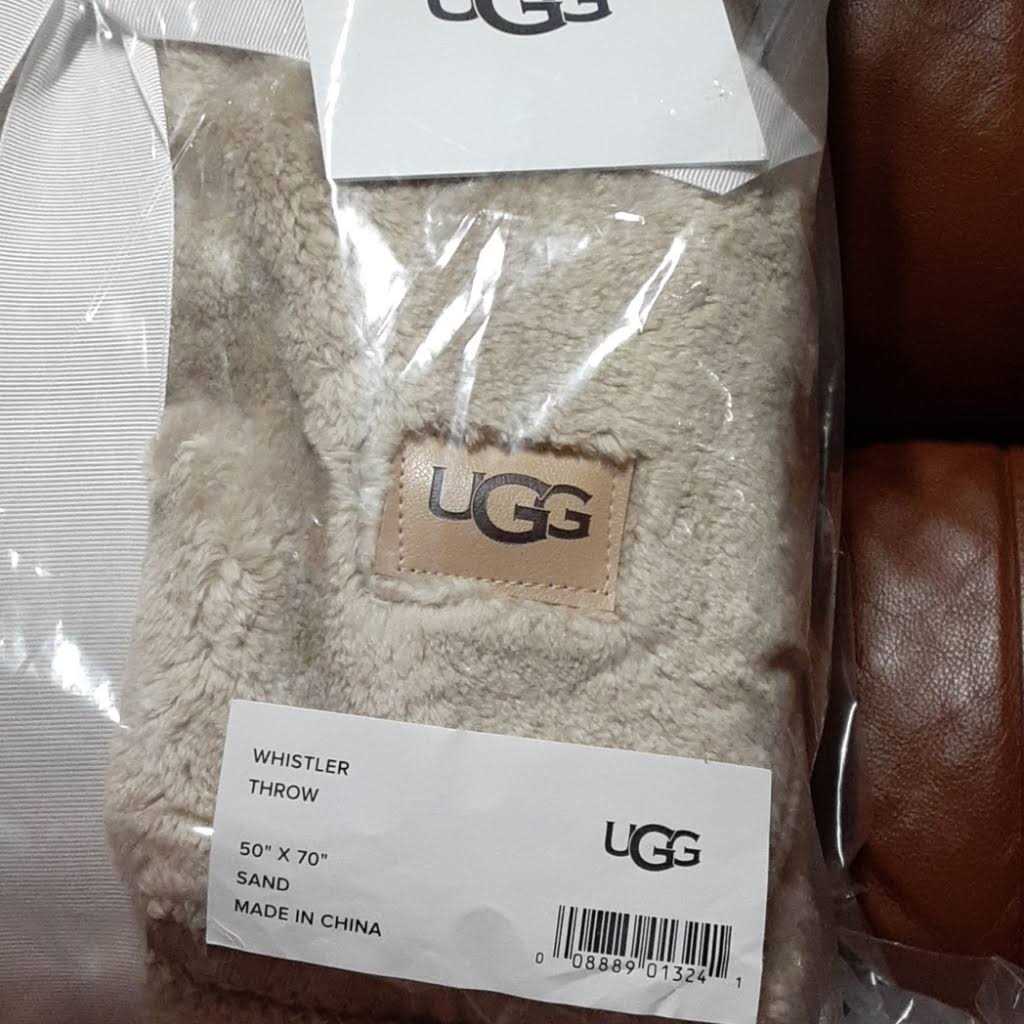 UGG
UGG
WHISTLER
THROW
UGG
50" X 70"
SAND
MADE IN CHINA
0 08889 01324 1